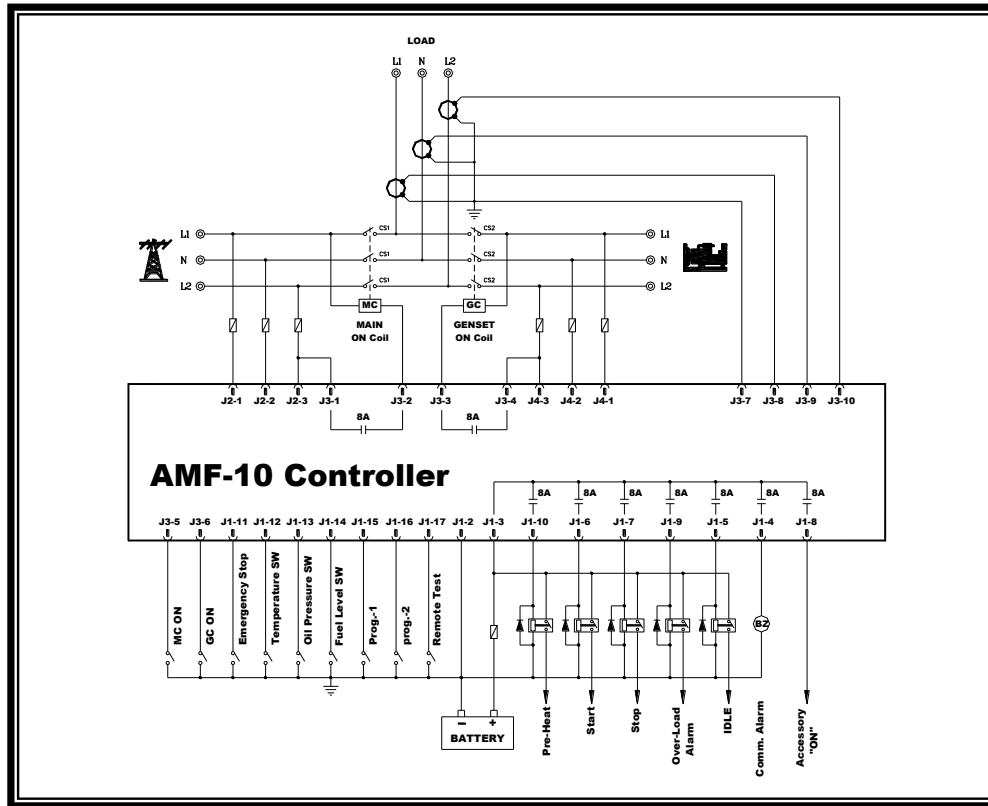 LOAD
L1 N L2
L1 CS1 CS2 L1
N CS1 CS2 N
L2 CS1 CS2 L2
MC GC
MAIN GENSET
ON Coil ON Coil
J2-1 J2-2 J2-3 J3-1 J3-2 J3-3 J3-4 J4-3 J4-2 J4-1 J3-7 J3-8 J3-9 J3-10
8A 8A
AMF-10 Controller
8A 8A 8A 8A 8A 8A 8A
J3-5 J3-6 J1-11 J1-12 J1-13 J1-14 J1-15 J1-16 J1-17 J1-2 J1-3 J1-10 J1-6 J1-7 J1-9 J1-5 J1-4 J1-8
MC ON
GC ON
Emergency Stop
Temperature SW
Oil Pressure SW
Fuel Level SW
Prog.-1
prog.-2
Remote Test
BZ
– +
BATTERY
Pre-Heat
Start
Stop
Over-Load
Alarm
IDLE
Comm. Alarm
Accessory
"ON"